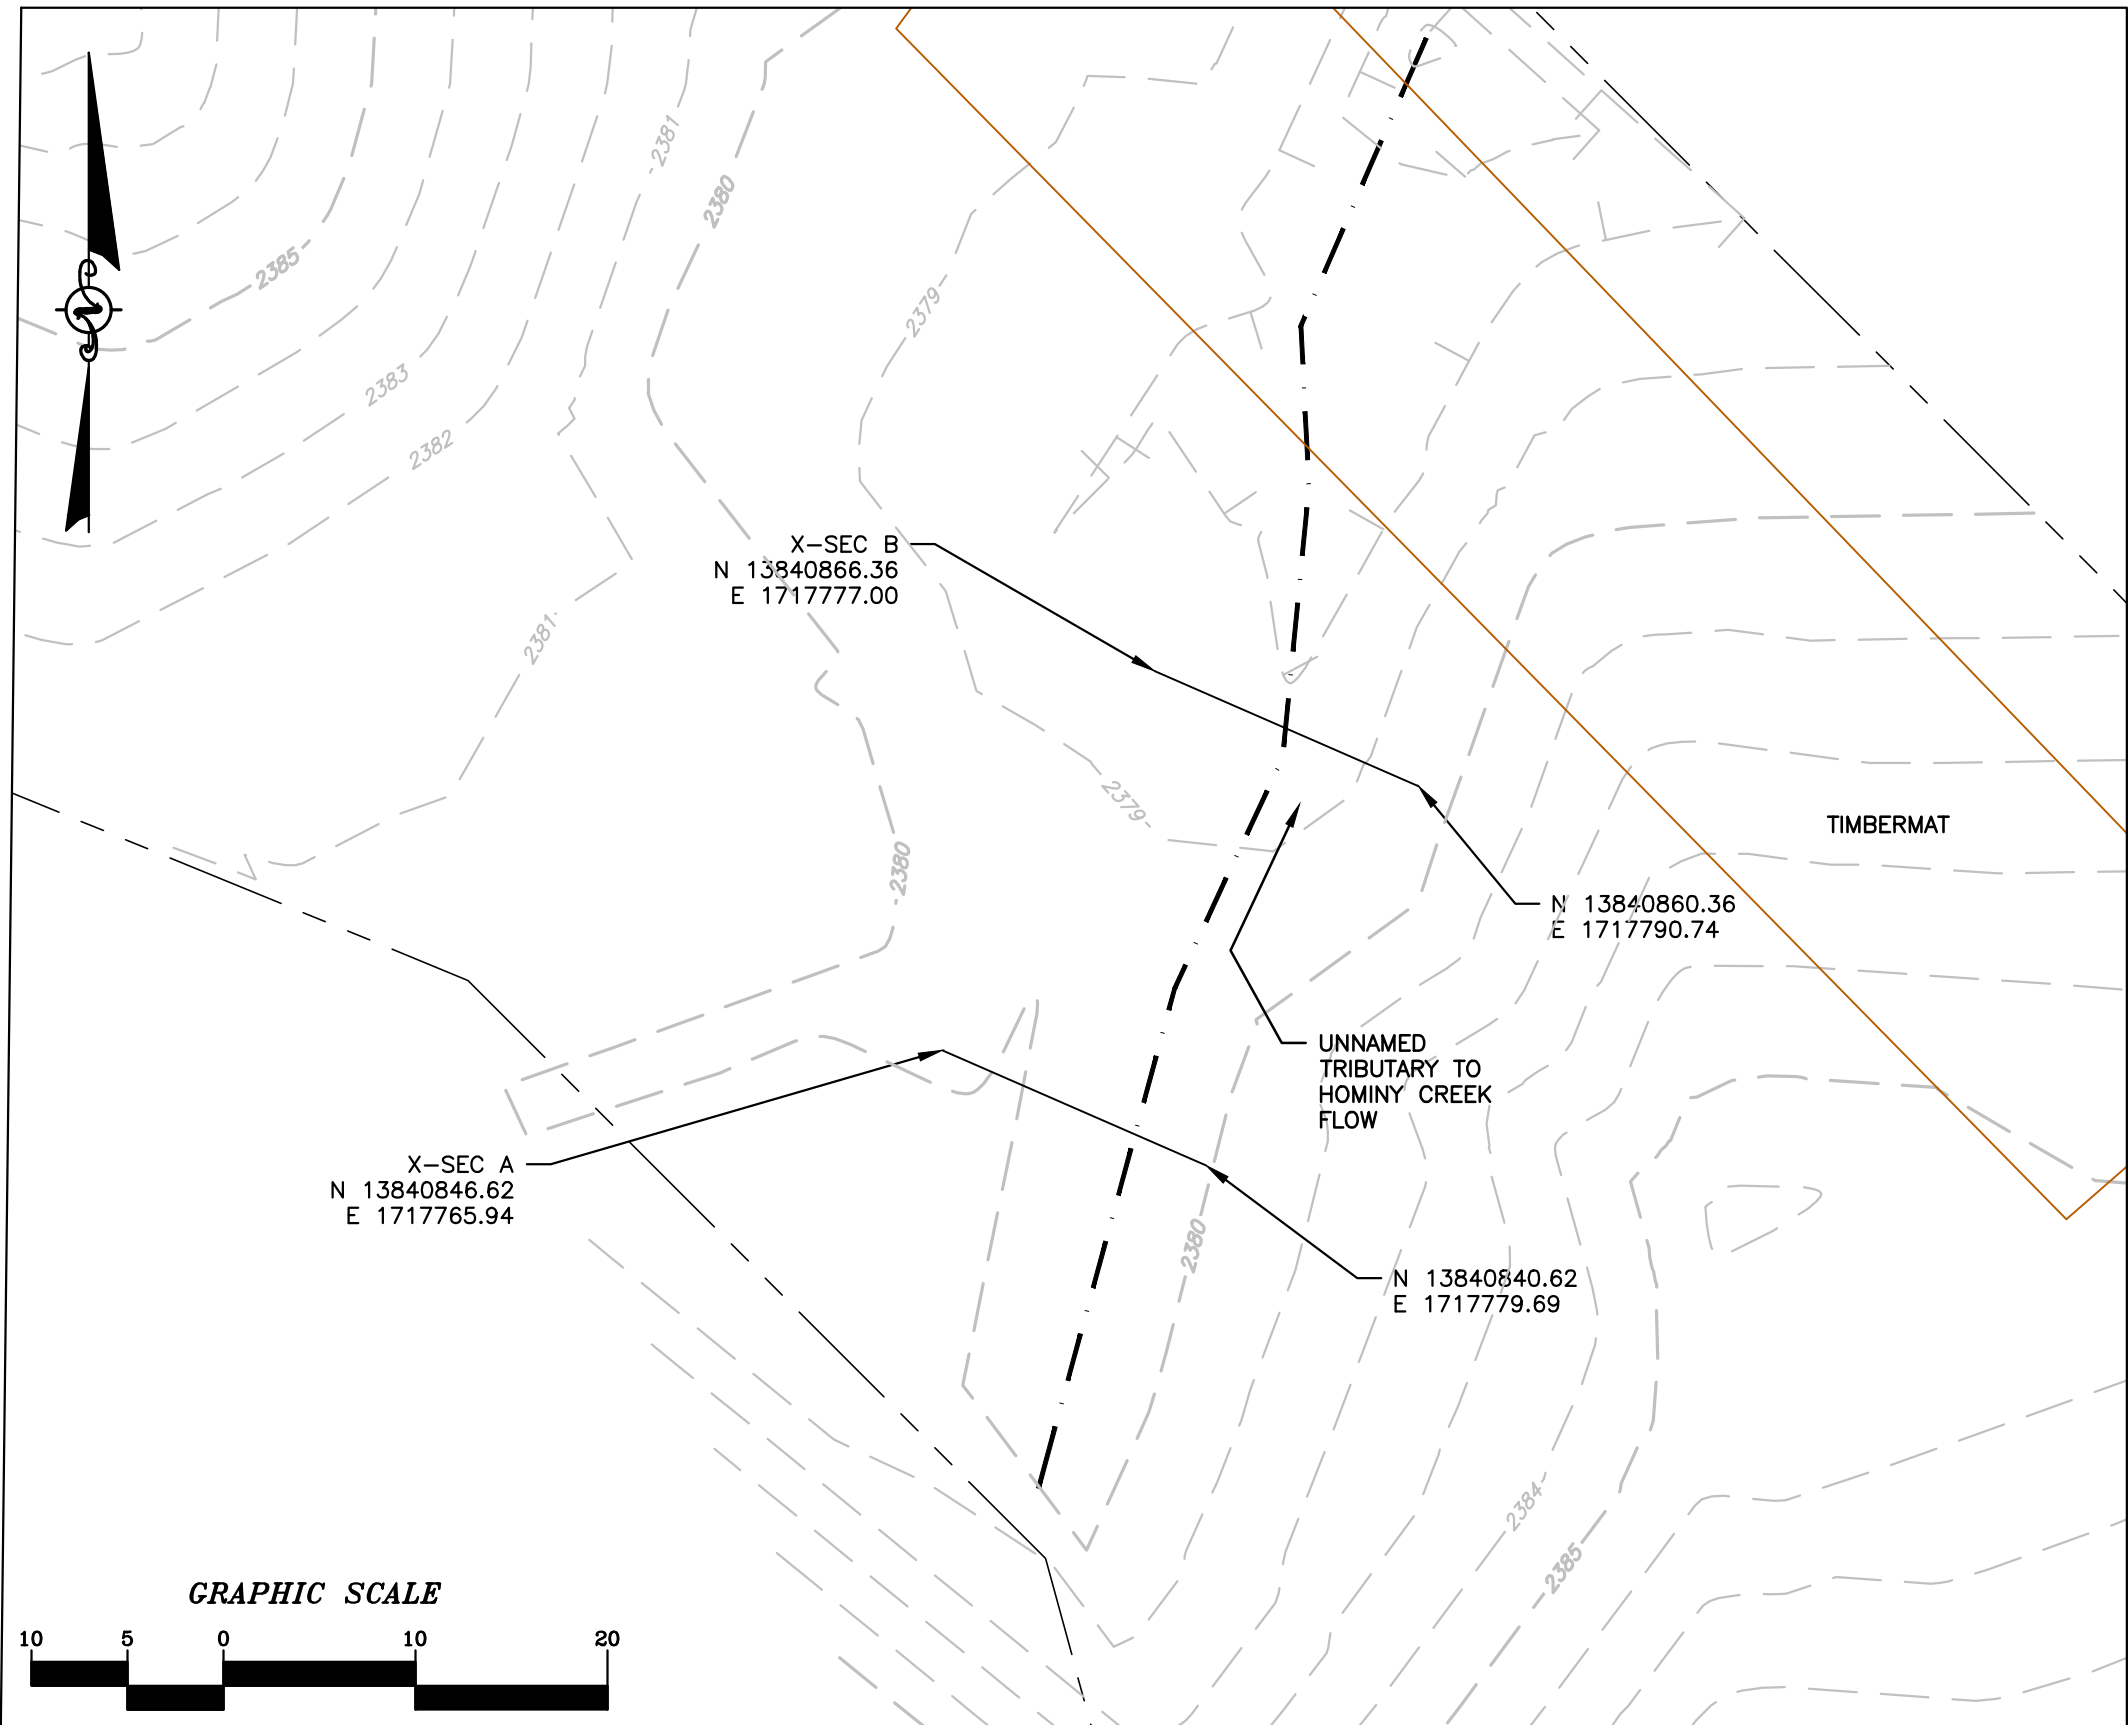 2381
2380
2385
2379
2383
2382
X-SEC B
N 13840866.36
E 1717777.00
2381
2379
TIMBERMAT
2380
N 13840860.36
E 1717790.74
UNNAMED
TRIBUTARY TO
HOMINY CREEK
FLOW
X-SEC A
N 13840846.62
E 1717765.94
2380
N 13840840.62
E 1717779.69
2384
2385
GRAPHIC SCALE
10 5 0 10 20